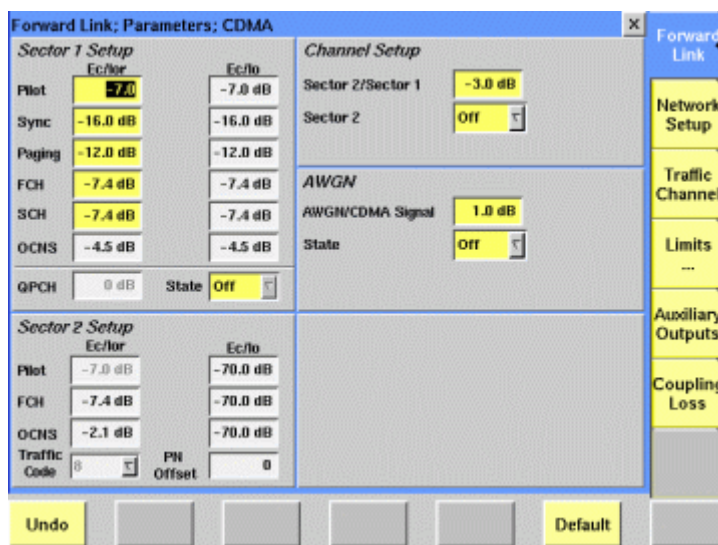 Forward Link; Parameters; CDMA
Sector 1 Setup
Ec/Ior Ec/Io
Pilot -7.0 -7.0 dB
Sync -16.0 dB -16.0 dB
Paging -12.0 dB -12.0 dB
FCH -7.4 dB -7.4 dB
SCH -7.4 dB -7.4 dB
OCNS -4.5 dB -4.5 dB
QPCH 0 dB State Off
Sector 2 Setup
Ec/Ior Ec/Io
Pilot -7.0 dB -70.0 dB
FCH -7.4 dB -70.0 dB
OCNS -2.1 dB -70.0 dB
Traffic Code 8 PN Offset 0
Channel Setup
Sector 2/Sector 1 -3.0 dB
Sector 2 Off
AWGN
AWGN/CDMA Signal 1.0 dB
State Off
Forward
Link
Network
Setup
Traffic
Channel
Limits
...
Auxiliary
Outputs
Coupling
Loss
Undo
Default